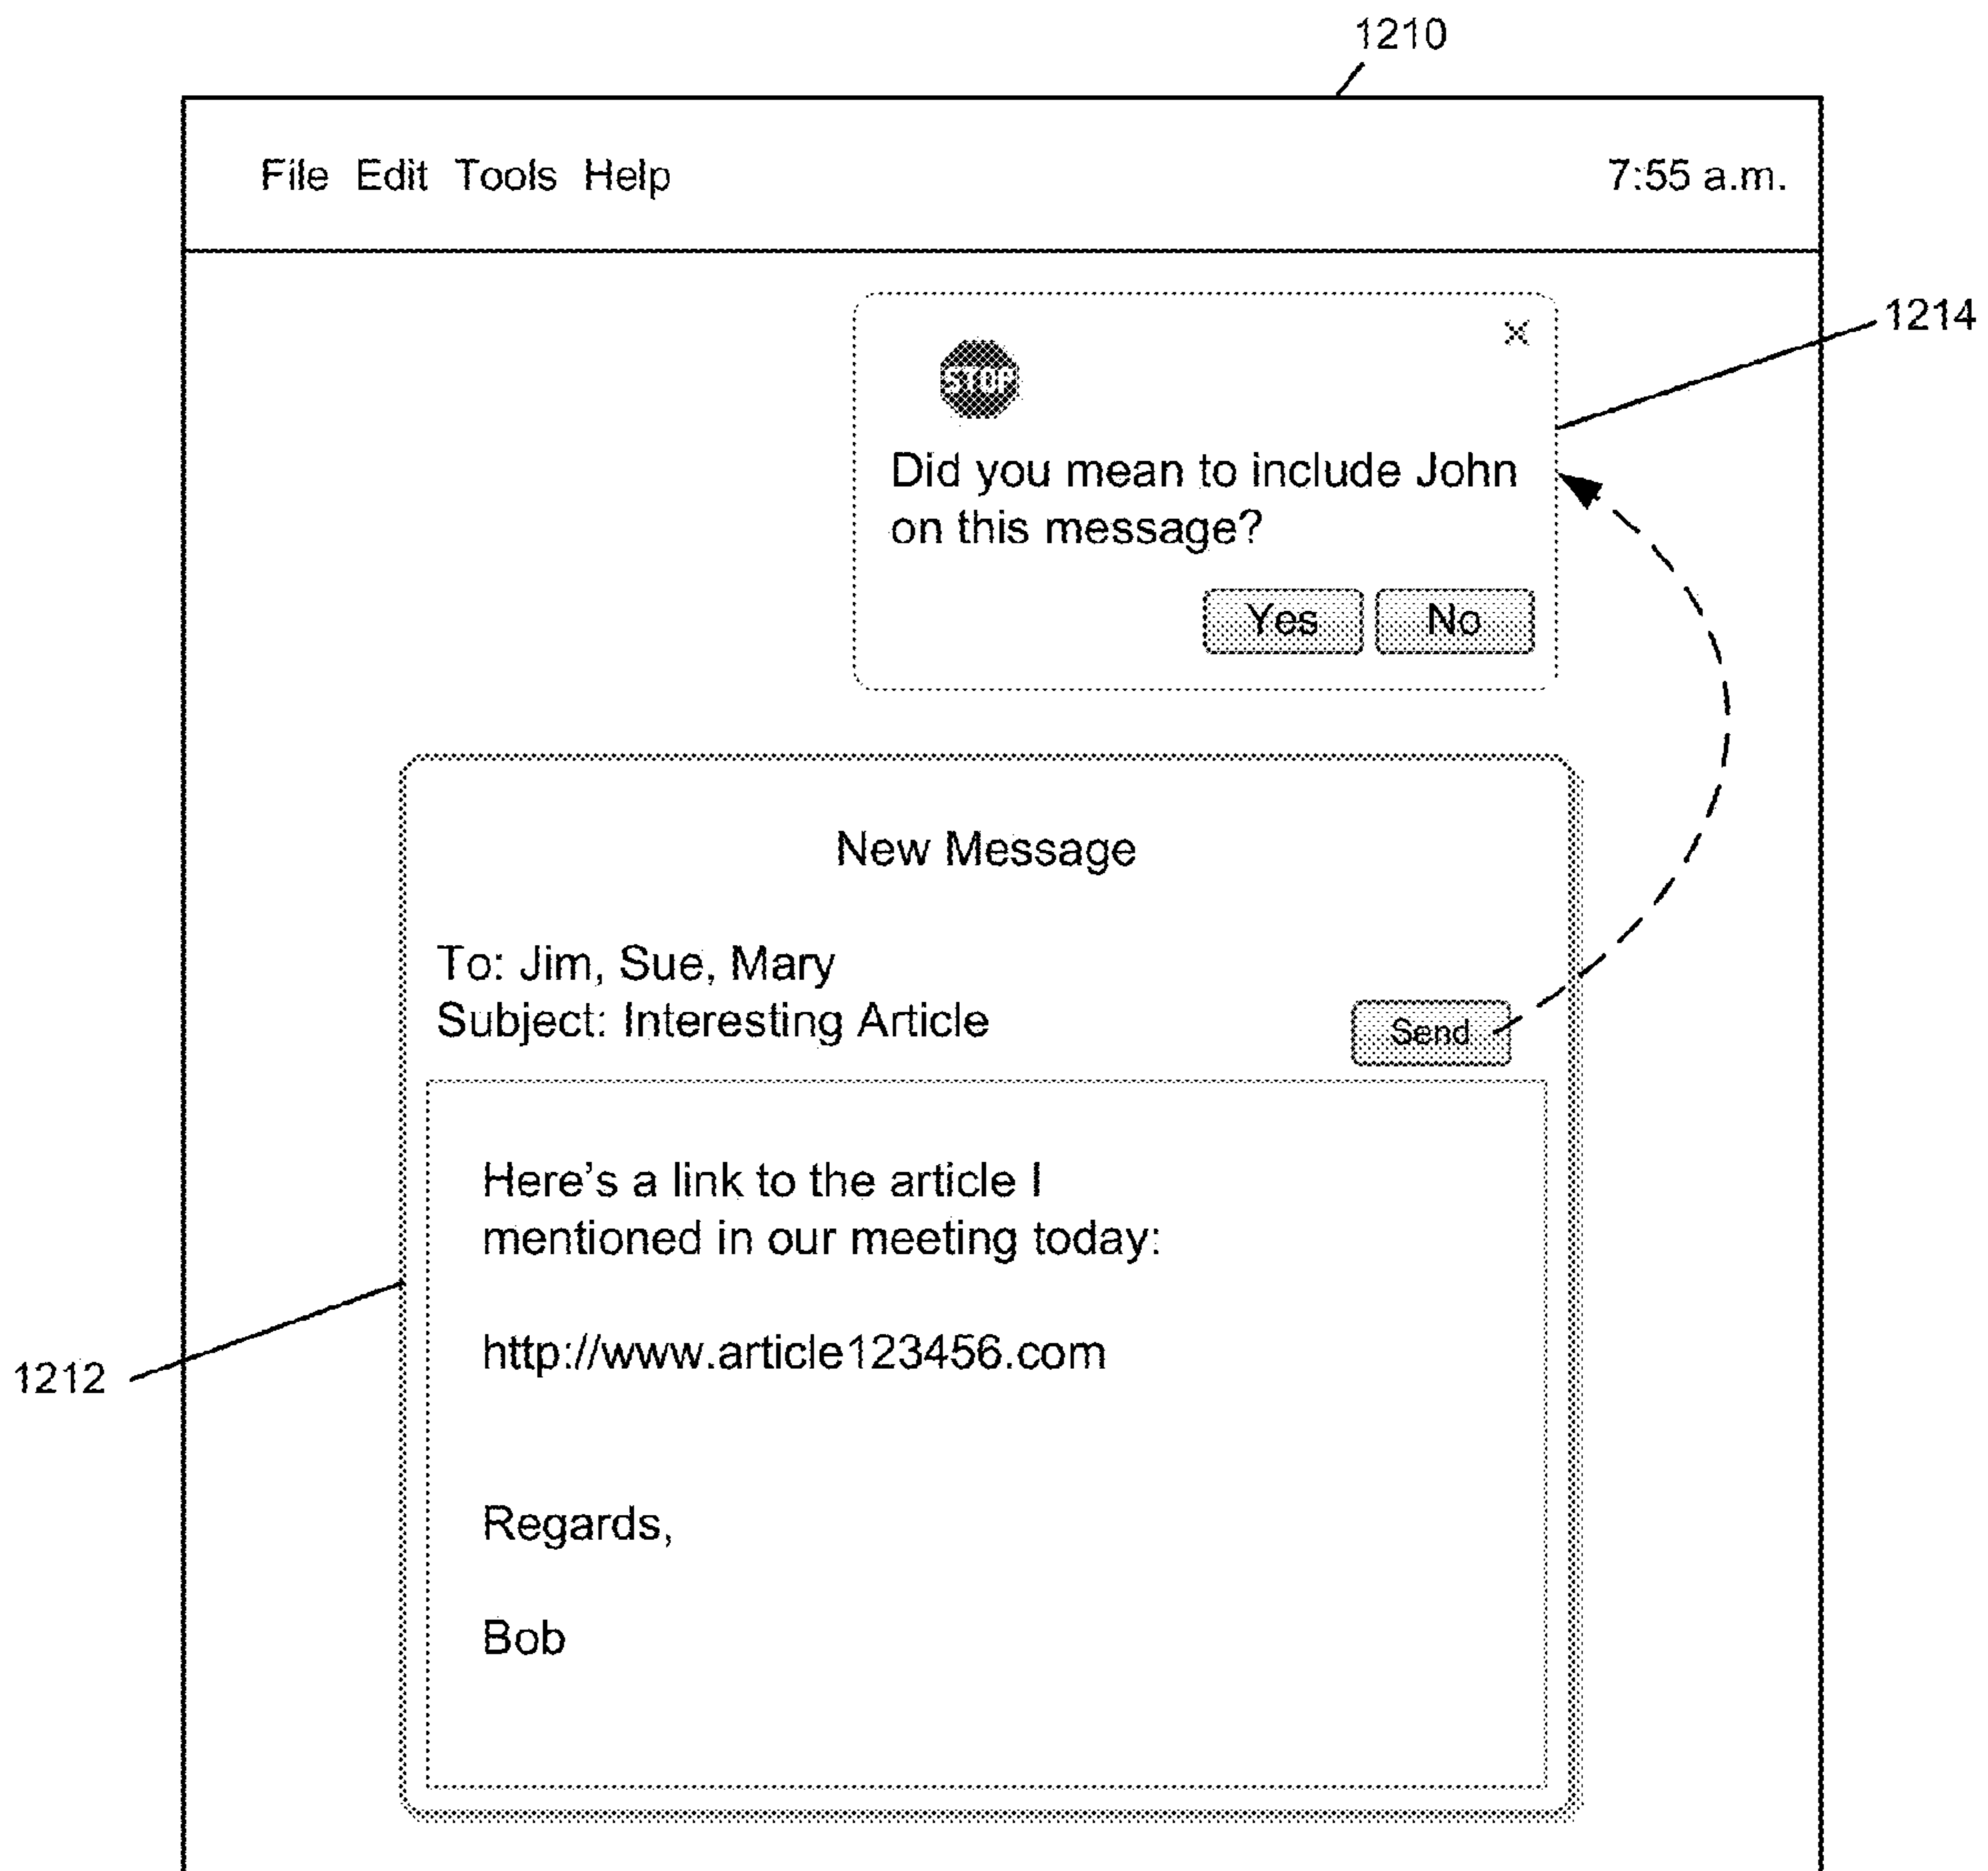 1210
File Edit Tools Help 7:55 a.m.
1214
STOP
Did you mean to include John
on this message?
Yes No
New Message
To: Jim, Sue, Mary
Subject: Interesting Article
Send
Here's a link to the article I
mentioned in our meeting today:
http://www.article123456.com
1212
Regards,
Bob